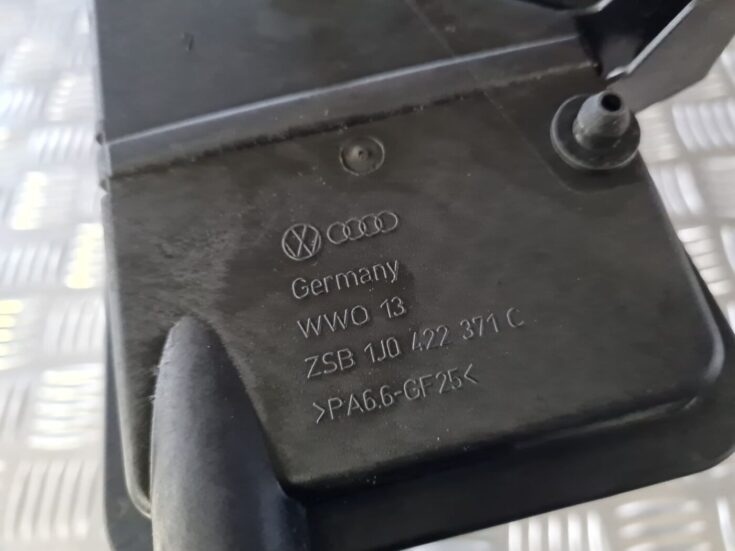 Germany
WWO 13
ZSB 1J0 422 371 C
>PA6.6-GF25<